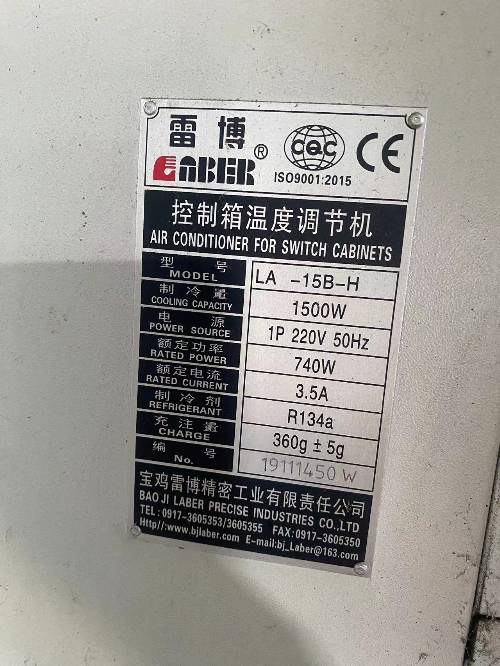 雷博
LABER ®
CQC
ISO9001:2015
CE
控制箱温度调节机
AIR CONDITIONER FOR SWITCH CABINETS
型 号
MODEL
LA -15B-H
制 冷 量
COOLING CAPACITY
1500W
电 源
POWER SOURCE
1P 220V 50Hz
额定功率
RATED POWER
740W
额定电流
RATED CURRENT
3.5A
制 冷 剂
REFRIGERANT
R134a
充 注 量
CHARGE
360g ± 5g
编 号
No.
19111450 W
宝鸡雷博精密工业有限责任公司
BAO JI LABER PRECISE INDUSTRIES CO.,LTD
TEL: 0917-3605353/3605355 FAX: 0917-3605350
Http//www.bjlaber.com E-mail:bj_Laber@163.com